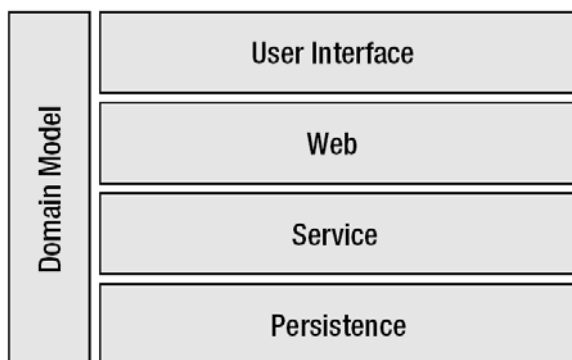 Domain Model
User Interface
Web
Service
Persistence